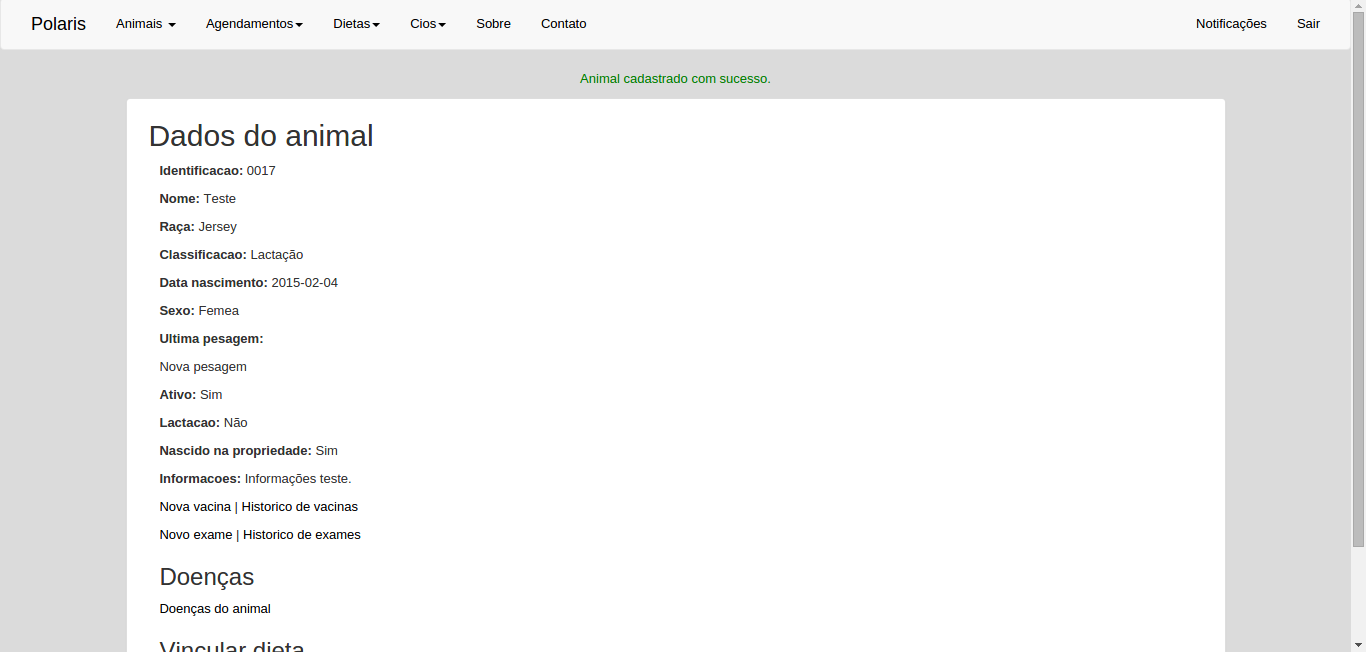 Polaris Animais Agendamentos Dietas Cios Sobre Contato Notificações Sair
Animal cadastrado com sucesso.
Dados do animal
Identificacao: 0017
Nome: Teste
Raça: Jersey
Classificacao: Lactação
Data nascimento: 2015-02-04
Sexo: Femea
Ultima pesagem:
Nova pesagem
Ativo: Sim
Lactacao: Não
Nascido na propriedade: Sim
Informacoes: Informações teste.
Nova vacina | Historico de vacinas
Novo exame | Historico de exames
Doenças
Doenças do animal
Vincular dieta